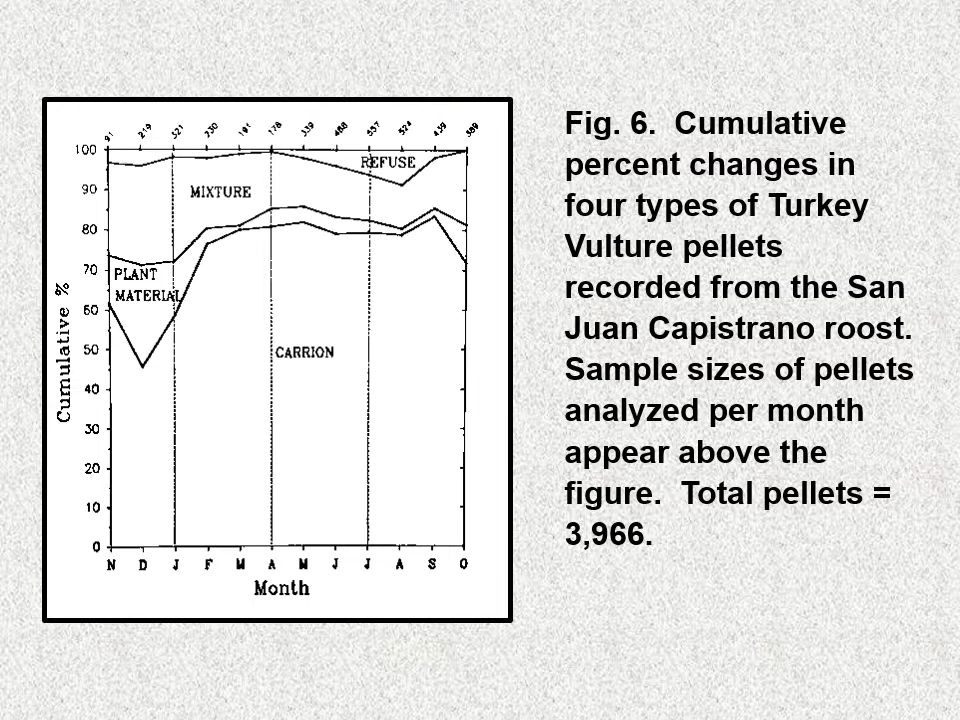 91 219 321 230 191 178 339 468 557 524 459 389
100
REFUSE
90
MIXTURE
80
70
PLANT
MATERIAL
60
50
CARRION
40
30
20
10
0
Cumulative %
N D J F M A M J J A S O
Month
Fig. 6. Cumulative
percent changes in
four types of Turkey
Vulture pellets
recorded from the San
Juan Capistrano roost.
Sample sizes of pellets
analyzed per month
appear above the
figure. Total pellets =
3,966.